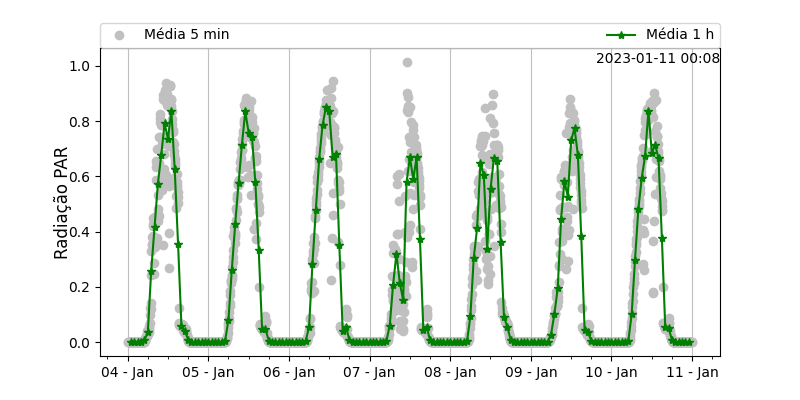 Média 5 min
Média 1 h
2023-01-11 00:08
Radiação PAR
1.0
0.8
0.6
0.4
0.2
0.0
04 - Jan
05 - Jan
06 - Jan
07 - Jan
08 - Jan
09 - Jan
10 - Jan
11 - Jan